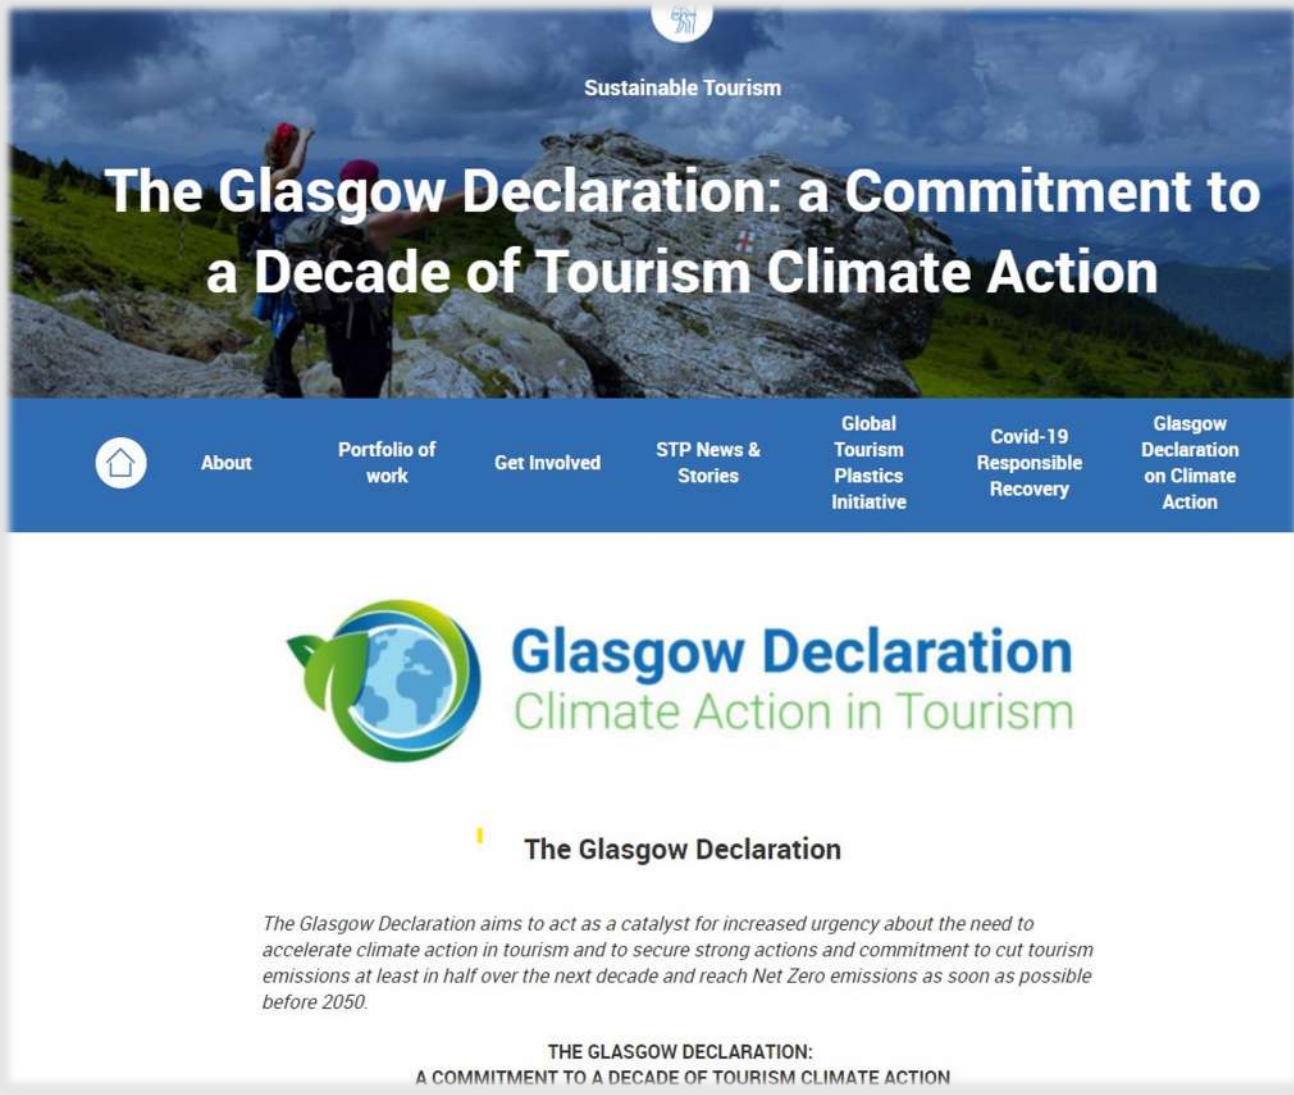 Sustainable Tourism
The Glasgow Declaration: a Commitment to
a Decade of Tourism Climate Action
About
Portfolio of
work
Get Involved
STP News &
Stories
Global
Tourism
Plastics
Initiative
Covid-19
Responsible
Recovery
Glasgow
Declaration
on Climate
Action
Glasgow Declaration
Climate Action in Tourism
The Glasgow Declaration
The Glasgow Declaration aims to act as a catalyst for increased urgency about the need to
accelerate climate action in tourism and to secure strong actions and commitment to cut tourism
emissions at least in half over the next decade and reach Net Zero emissions as soon as possible
before 2050.
THE GLASGOW DECLARATION:
A COMMITMENT TO A DECADE OF TOURISM CLIMATE ACTION